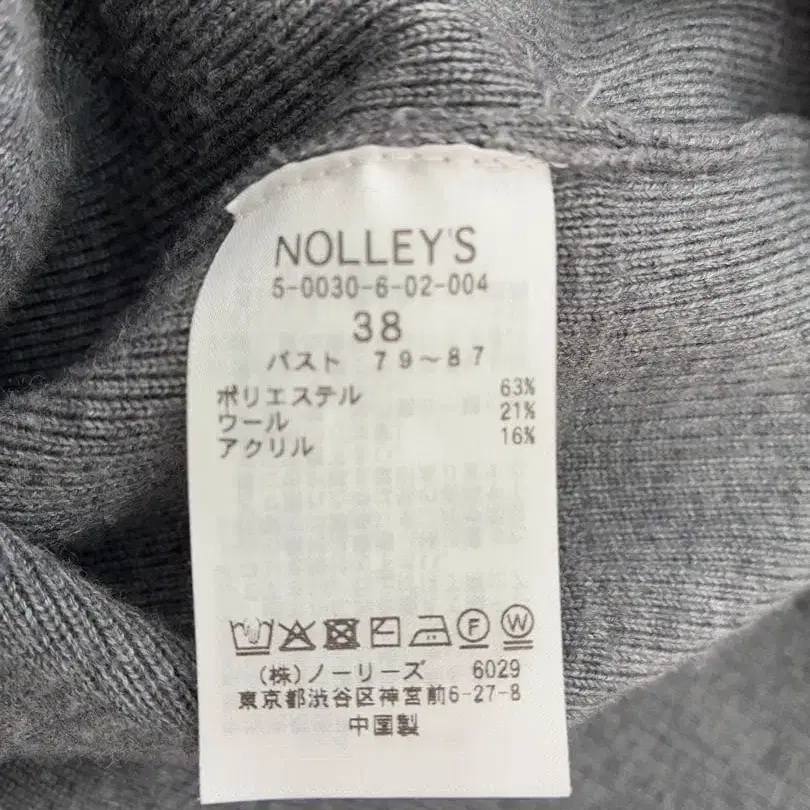 NOLLEY'S
5-0030-6-02-004
38
バスト 79～87
ポリエステル 63%
ウール 21%
アクリル 16%
F W
(株)ノーリーズ 6029
東京都渋谷区神宮前6-27-8
中国製